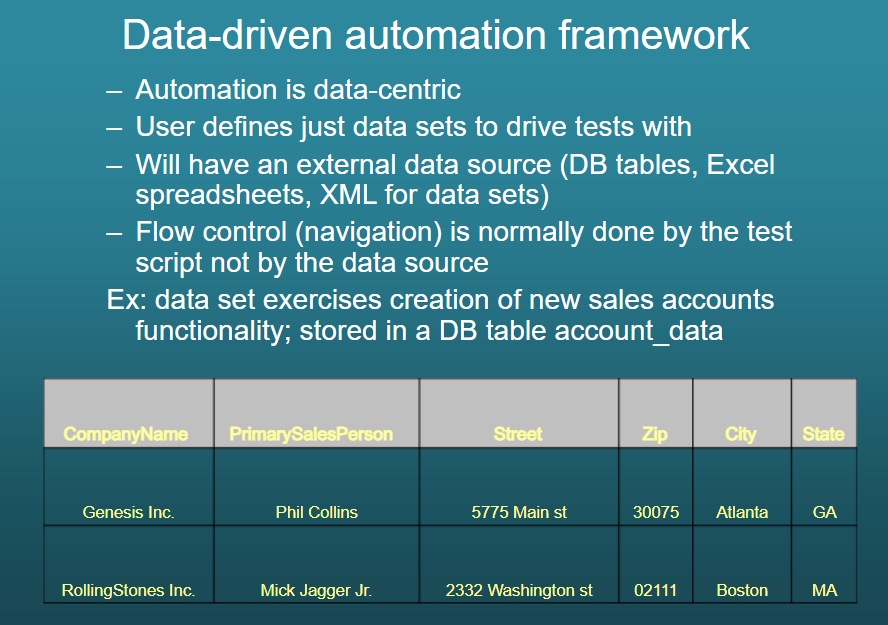 Data-driven automation framework
– Automation is data-centric
– User defines just data sets to drive tests with
– Will have an external data source (DB tables, Excel
spreadsheets, XML for data sets)
– Flow control (navigation) is normally done by the test
script not by the data source
Ex: data set exercises creation of new sales accounts
functionality; stored in a DB table account_data
CompanyName PrimarySalesPerson Street Zip City State
Genesis Inc. Phil Collins 5775 Main st 30075 Atlanta GA
RollingStones Inc. Mick Jagger Jr. 2332 Washington st 02111 Boston MA